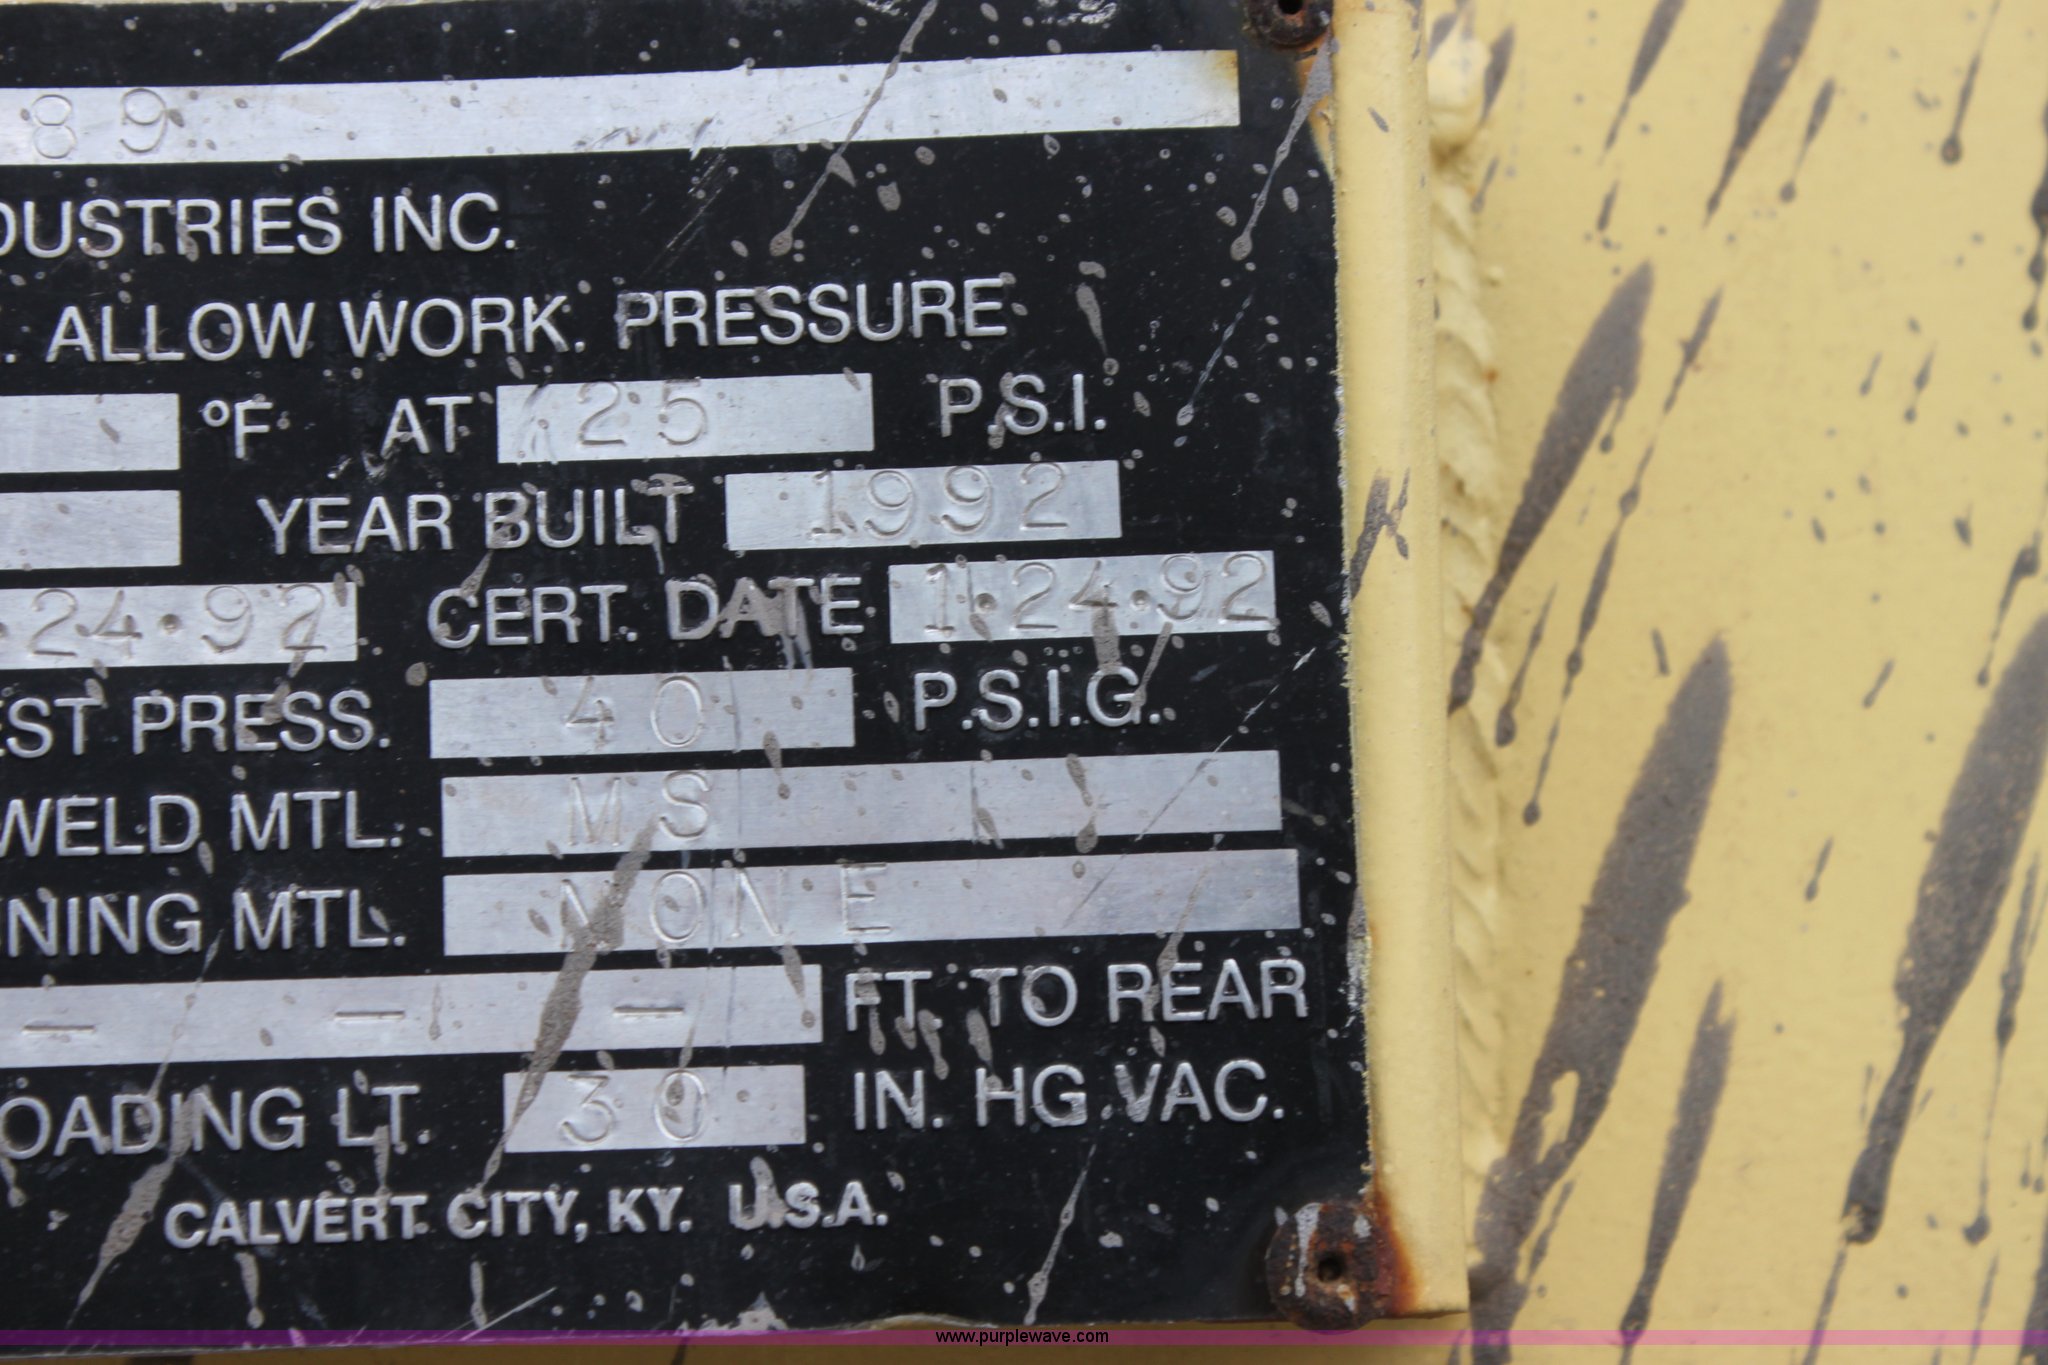 89
DUSTRIES INC.
. ALLOW WORK. PRESSURE
°F AT 25 P.S.I.
YEAR BUILT 1992
·24·92 CERT. DATE 1·24·92
EST PRESS. 40 P.S.I.G.
WELD MTL. MS
NING MTL. NONE
— — — FT. TO REAR
OADING LT. 30 IN. HG VAC.
CALVERT CITY, KY. U.S.A.
www.purplewave.com